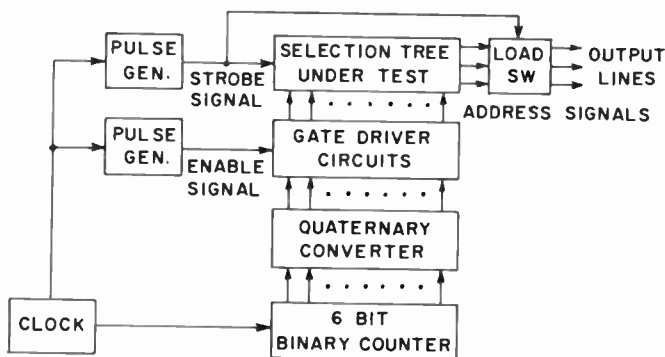 PULSE
GEN.
STROBE
SIGNAL
SELECTION TREE
UNDER TEST
LOAD
SW
OUTPUT
LINES
ADDRESS SIGNALS
PULSE
GEN.
ENABLE
SIGNAL
GATE DRIVER
CIRCUITS
QUATERNARY
CONVERTER
CLOCK
6 BIT
BINARY COUNTER